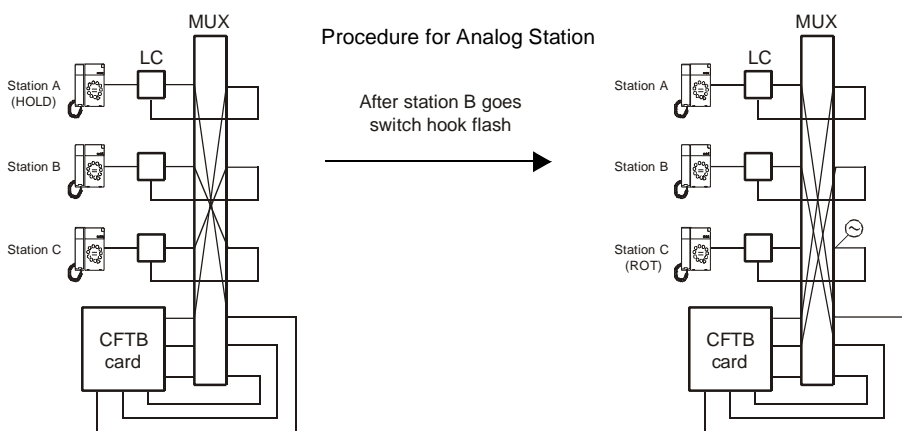 MUX
Procedure for Analog Station
MUX
LC
LC
Station A
(HOLD)
After station B goes
switch hook flash
Station A
Station B
Station B
Station C
Station C
(ROT)
CFTB
card
CFTB
card